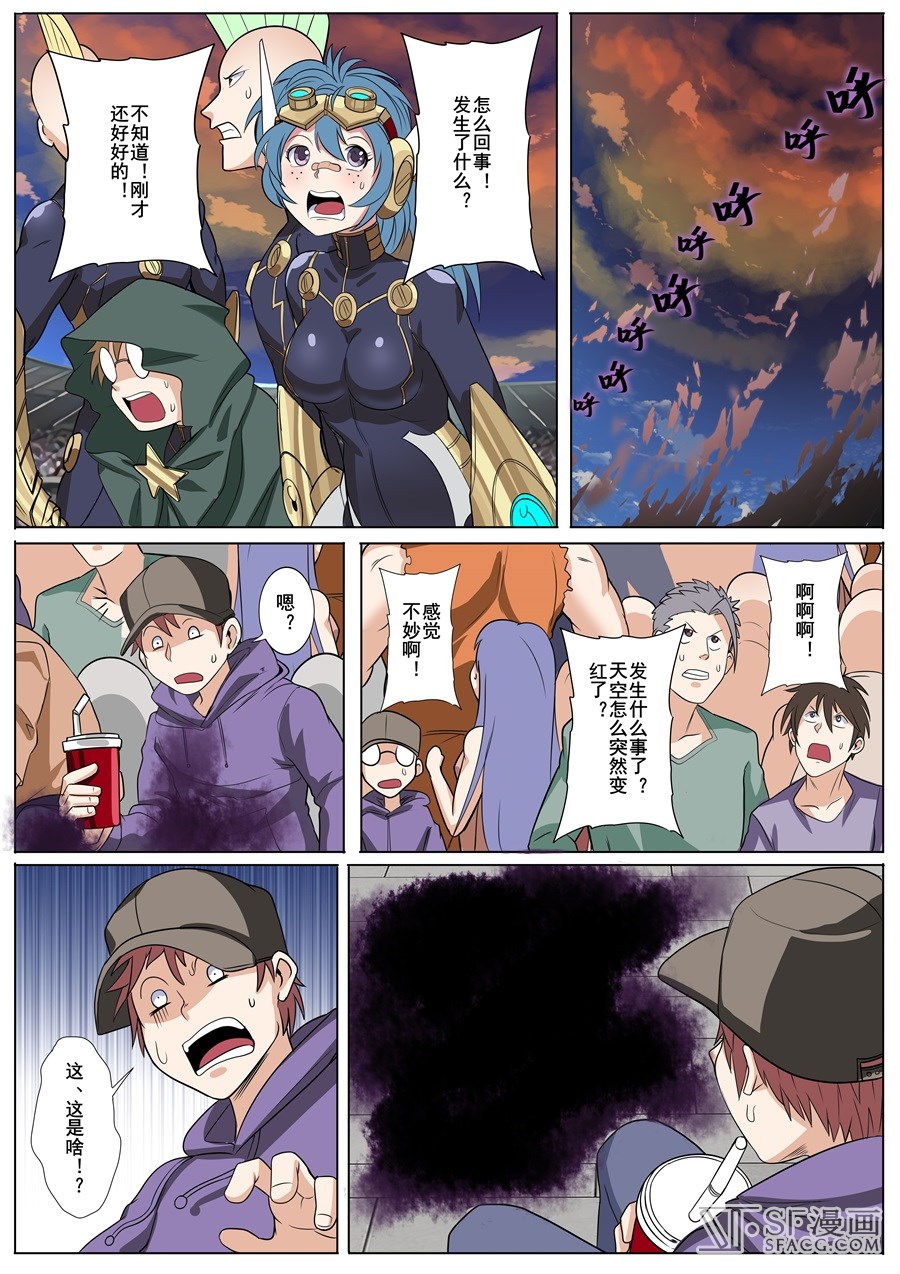 呼
呼
呼
呼
呼
呼
呼
呼
怎么回事！
发生了什么？
不知道！刚才
还好好的！
啊啊啊！
发生什么事了？
天空怎么突然变
红了？
感觉
不妙啊！
嗯？
这、这是啥！？
SF漫画
SFACG.COM